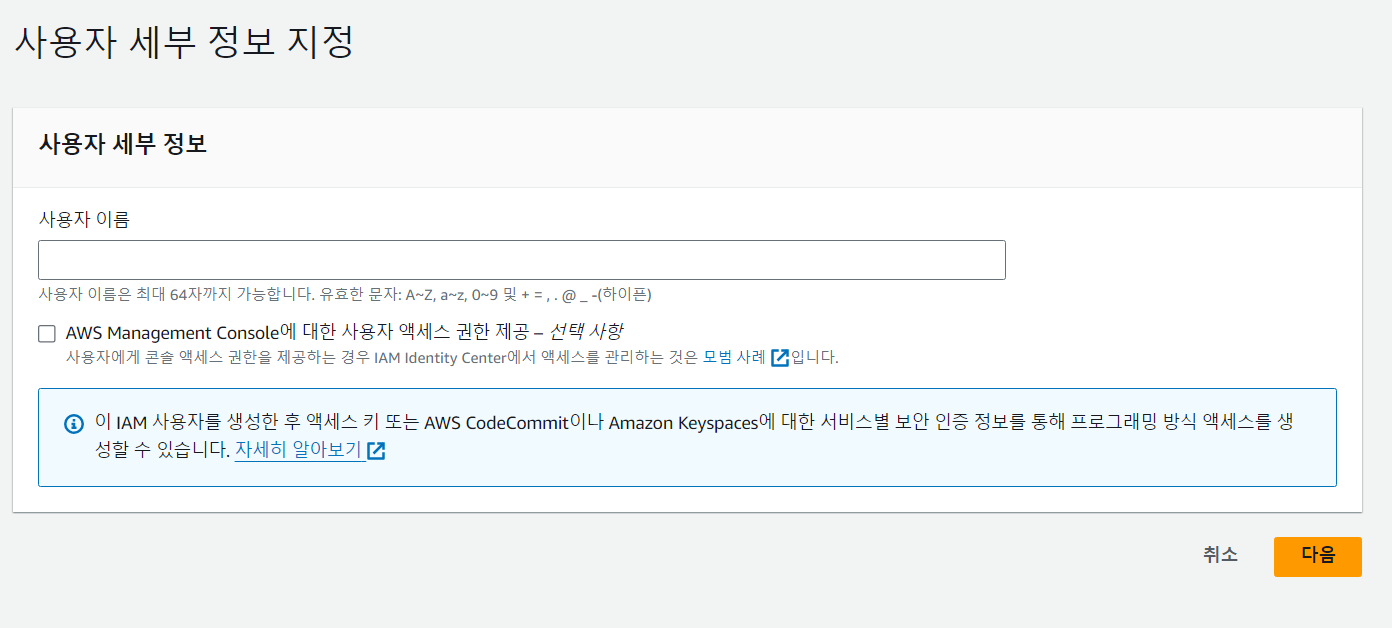 사용자 세부 정보 지정
사용자 세부 정보
사용자 이름
사용자 이름은 최대 64자까지 가능합니다. 유효한 문자: A~Z, a~z, 0~9 및 + = , . @ _ -(하이픈)
AWS Management Console에 대한 사용자 액세스 권한 제공 – 선택 사항
사용자에게 콘솔 액세스 권한을 제공하는 경우 IAM Identity Center에서 액세스를 관리하는 것은 모범 사례 입니다.
이 IAM 사용자를 생성한 후 액세스 키 또는 AWS CodeCommit이나 Amazon Keyspaces에 대한 서비스별 보안 인증 정보를 통해 프로그래밍 방식 액세스를 생
성할 수 있습니다. 자세히 알아보기
취소
다음